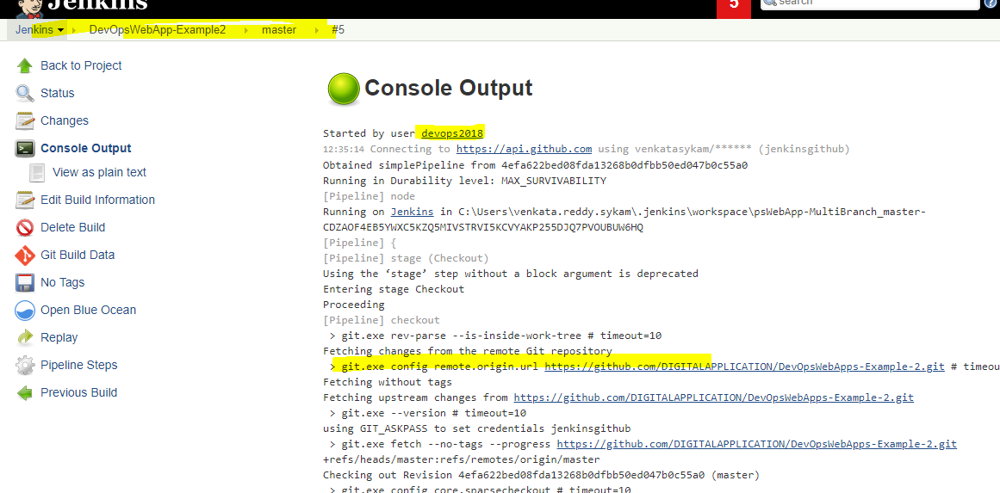 Jenkins
5
search
?
Jenkins DevOpsWebApp-Example2 master #5
Back to Project
Status
Changes
Console Output
View as plain text
Edit Build Information
Delete Build
Git Build Data
No Tags
Open Blue Ocean
Replay
Pipeline Steps
Previous Build
Console Output
Started by user devops2018
12:35:14 Connecting to https://api.github.com using venkatasykam/****** (jenkinsgithub)
Obtained simplePipeline from 4efa622bed08fda13268b0dfbb50ed047b0c55a0
Running in Durability level: MAX_SURVIVABILITY
[Pipeline] node
Running on Jenkins in C:\Users\venkata.reddy.sykam\.jenkins\workspace\psWebApp-MultiBranch_master-
CDZAOF4EB5YWXC5KZQ5MIVSTRVI5KCVYAKP255DJQ7PVOUBUW6HQ
[Pipeline] {
[Pipeline] stage (Checkout)
Using the ‘stage’ step without a block argument is deprecated
Entering stage Checkout
Proceeding
[Pipeline] checkout
> git.exe rev-parse --is-inside-work-tree # timeout=10
Fetching changes from the remote Git repository
> git.exe config remote.origin.url https://github.com/DIGITALAPPLICATION/DevOpsWebApps-Example-2.git # timeou
Fetching without tags
Fetching upstream changes from https://github.com/DIGITALAPPLICATION/DevOpsWebApps-Example-2.git
> git.exe --version # timeout=10
using GIT_ASKPASS to set credentials jenkinsgithub
> git.exe fetch --no-tags --progress https://github.com/DIGITALAPPLICATION/DevOpsWebApps-Example-2.git
+refs/heads/master:refs/remotes/origin/master
Checking out Revision 4efa622bed08fda13268b0dfbb50ed047b0c55a0 (master)
> git.exe config core.sparsecheckout # timeout=10